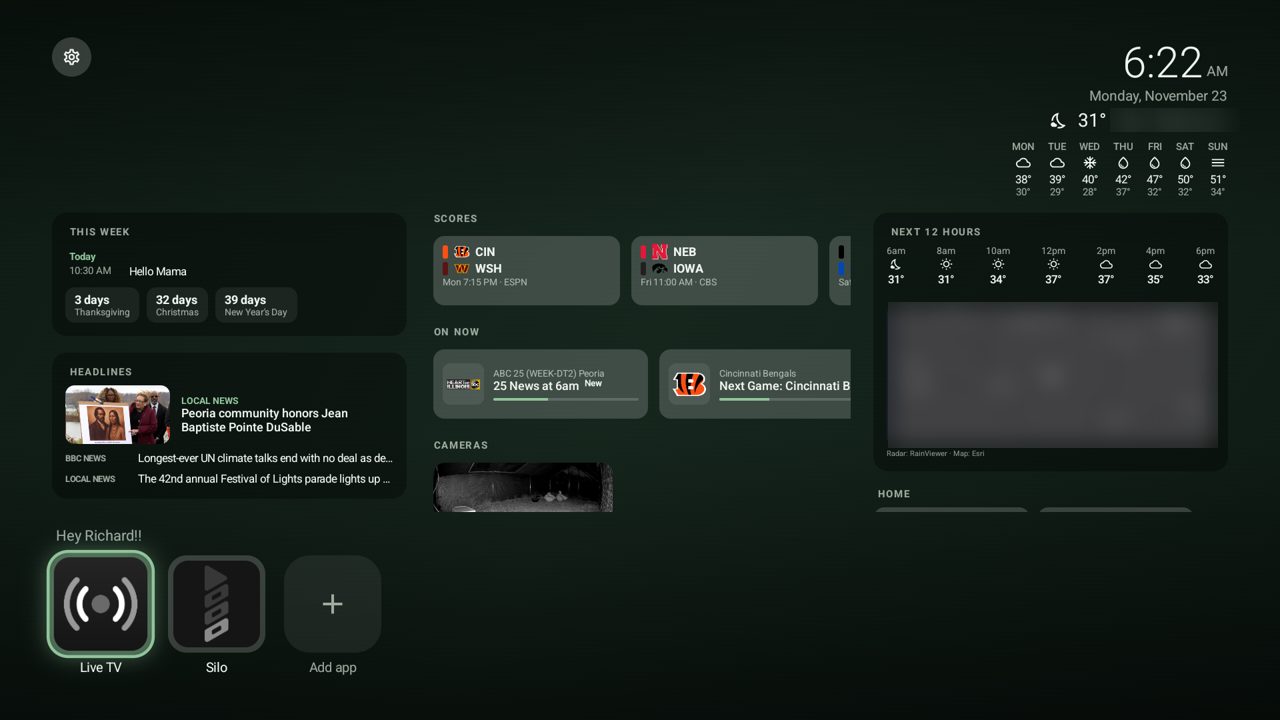 6:22 AM
Monday, November 23
31°
MON TUE WED THU FRI SAT SUN
38° 39° 40° 42° 47° 50° 51°
30° 29° 28° 37° 32° 32° 34°
THIS WEEK
Today
10:30 AM Hello Mama
3 days
Thanksgiving
32 days
Christmas
39 days
New Year's Day
HEADLINES
LOCAL NEWS
Peoria community honors Jean
Baptiste Pointe DuSable
BBC NEWS Longest-ever UN climate talks end with no deal as de...
LOCAL NEWS The 42nd annual Festival of Lights parade lights up ...
SCORES
CIN
WSH
Mon 7:15 PM · ESPN
NEB
IOWA
Fri 11:00 AM · CBS
Sat
ON NOW
ABC 25 (WEEK-DT2) Peoria
25 News at 6am New
Cincinnati Bengals
Next Game: Cincinnati B
CAMERAS
NEXT 12 HOURS
6am 8am 10am 12pm 2pm 4pm 6pm
31° 31° 34° 37° 37° 35° 33°
Radar: RainViewer · Map: Esri
HOME
Hey Richard!!
Live TV
Silo
Add app